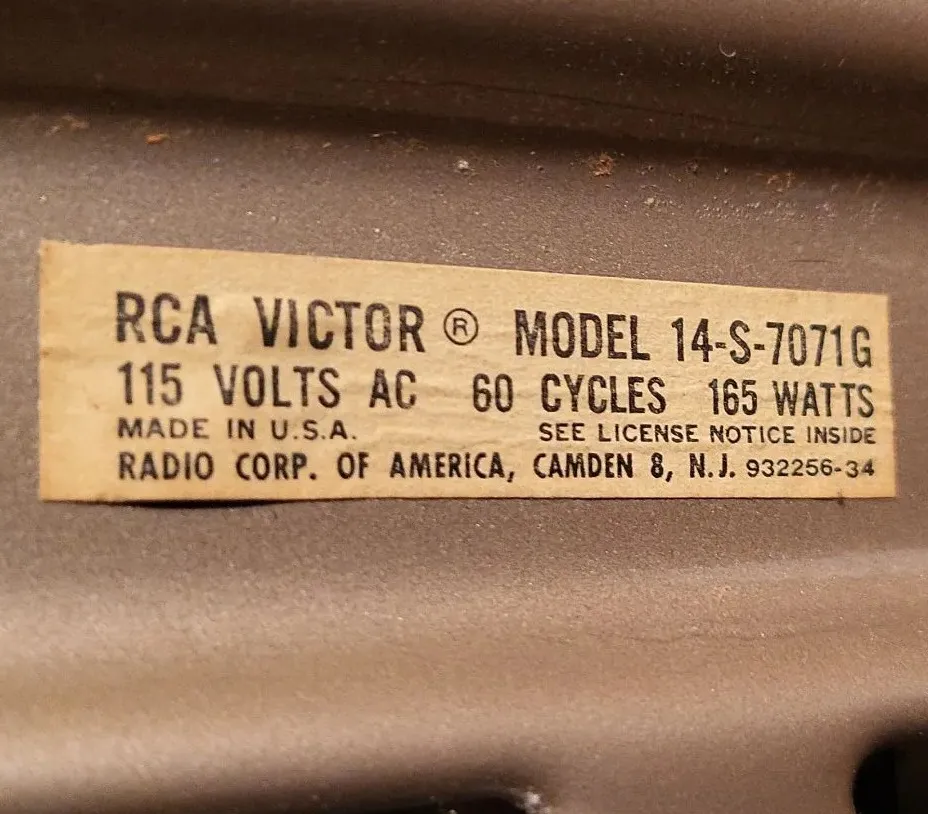 RCA VICTOR ® MODEL 14-S-7071G
115 VOLTS AC 60 CYCLES 165 WATTS
MADE IN U.S.A. SEE LICENSE NOTICE INSIDE
RADIO CORP. OF AMERICA, CAMDEN 8, N.J. 932256-34